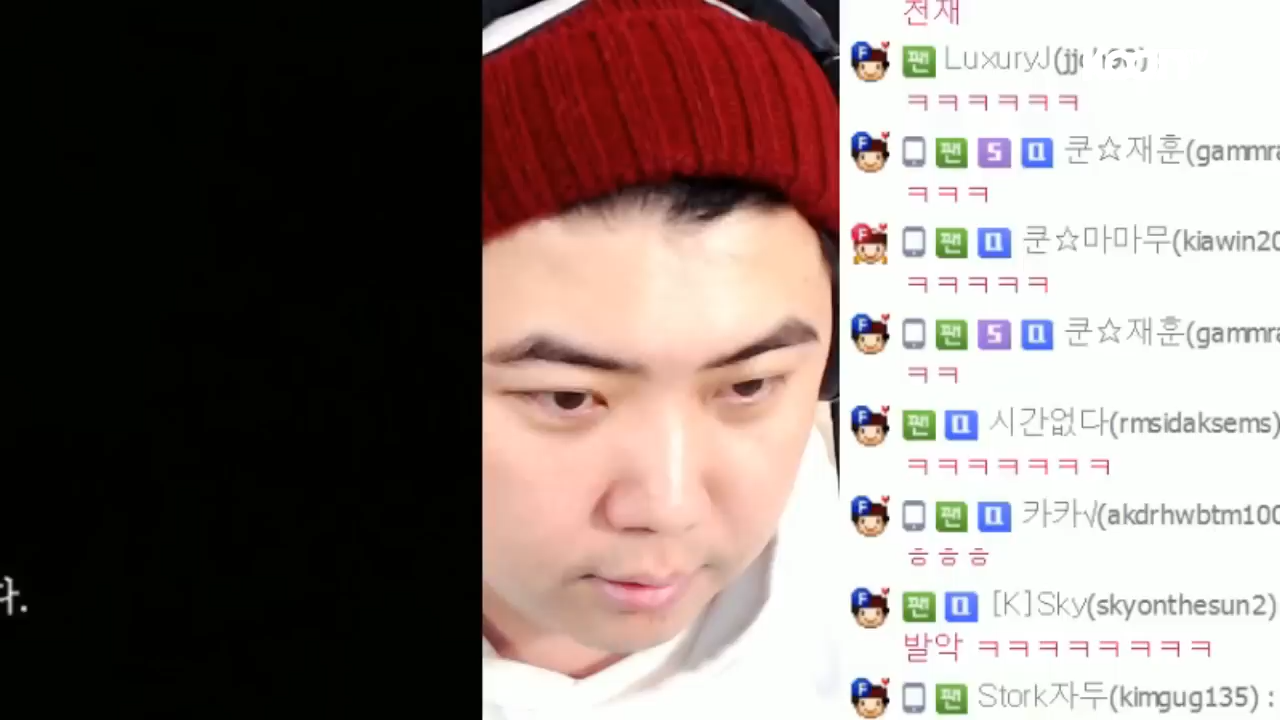 천재
팬 LuxuryJ(jj
ㅋㅋㅋㅋㅋㅋ
팬 S 쿤☆재훈(gammra
ㅋㅋㅋ
팬 쿤☆마마무(kiawin20
ㅋㅋㅋㅋㅋ
팬 S 쿤☆재훈(gammra
ㅋㅋ
팬 시간없다(rmsidaksems)
ㅋㅋㅋㅋㅋㅋㅋ
팬 카카√(akdrhwbtm100
ㅎㅎㅎ
다.
팬 [K]Sky(skyonthesun2)
발악 ㅋㅋㅋㅋㅋㅋㅋㅋ
팬 Stork자두(kimgug135) :